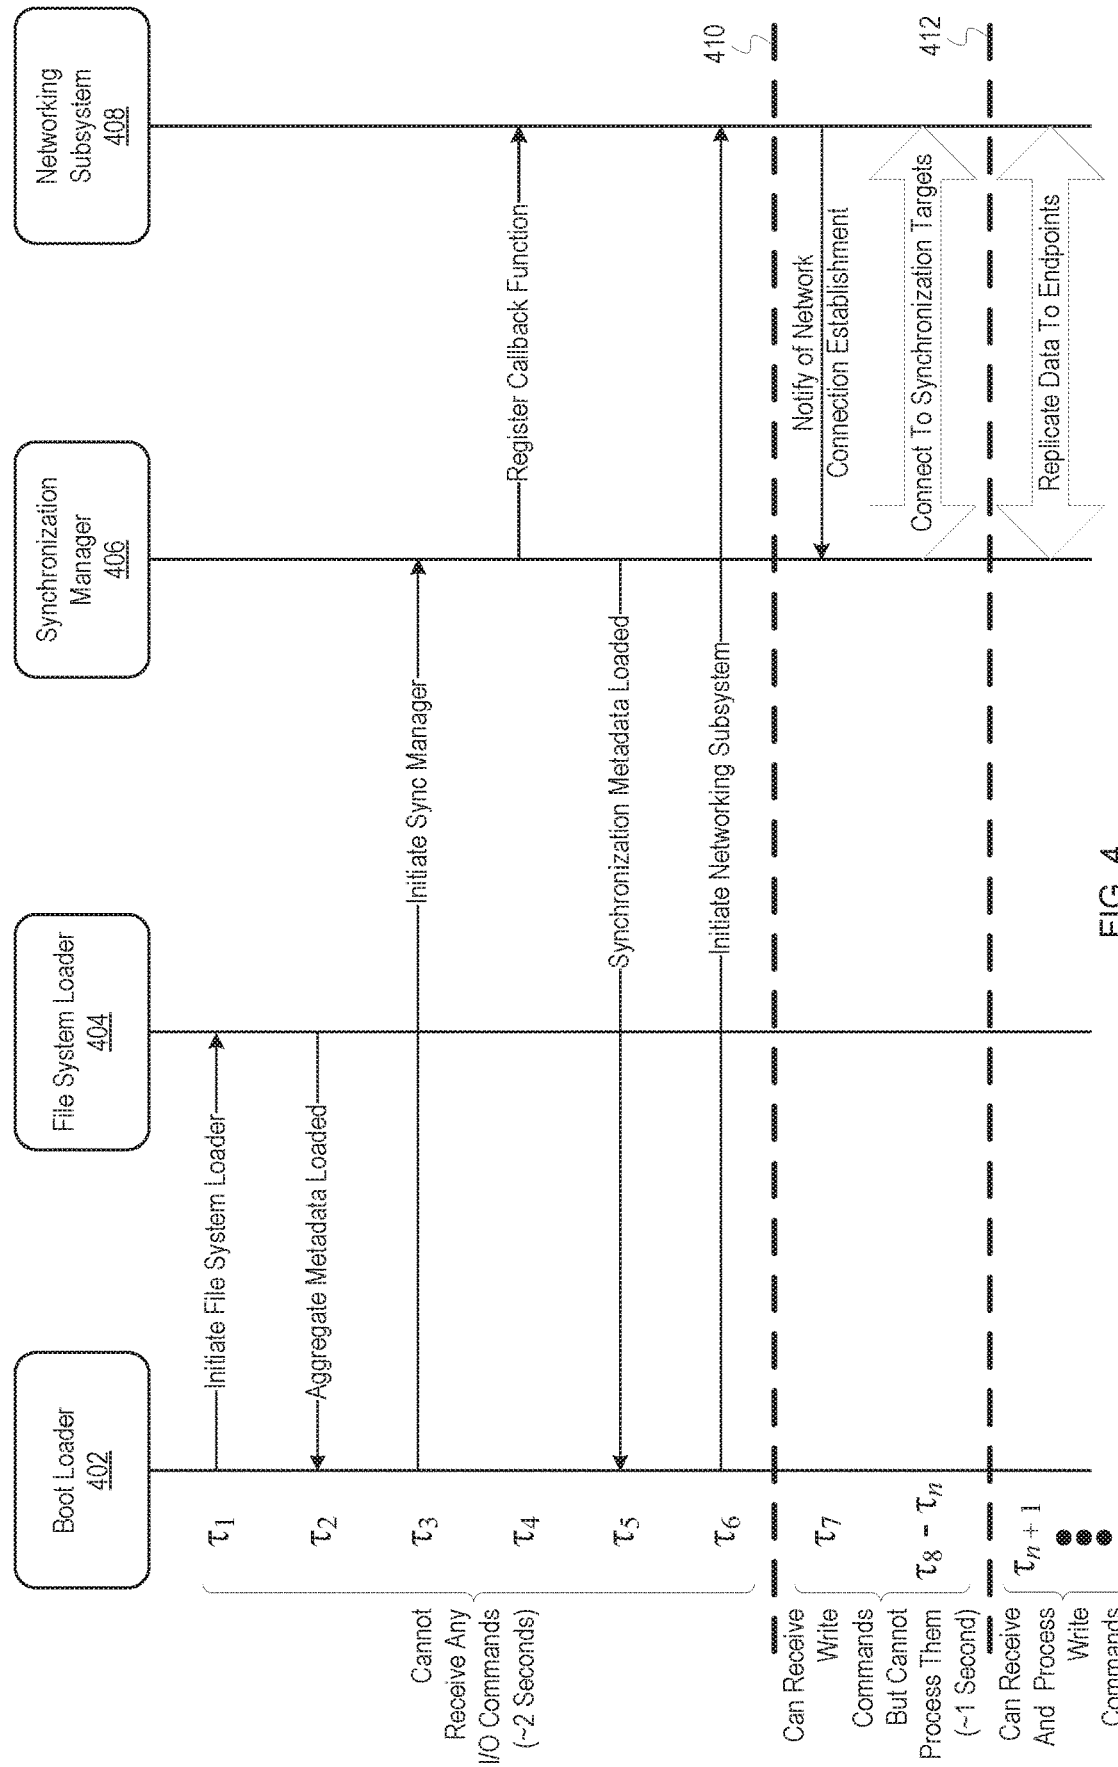 Boot Loader
402
File System Loader
404
Synchronization
Manager
406
Networking
Subsystem
408
Cannot
Receive Any
I/O Commands
(~2 Seconds)
τ1
Initiate File System Loader
τ2
Aggregate Metadata Loaded
τ3
Initiate Sync Manager
τ4
Register Callback Function
τ5
Synchronization Metadata Loaded
τ6
Initiate Networking Subsystem
410
Can Receive
Write
Commands
But Cannot
Process Them
(~1 Second)
τ7
Notify of Network
Connection Establishment
τ8 - τn
Connect To Synchronization Targets
412
Can Receive
And Process
Write
Commands
τn + 1
Replicate Data To Endpoints
FIG. 4